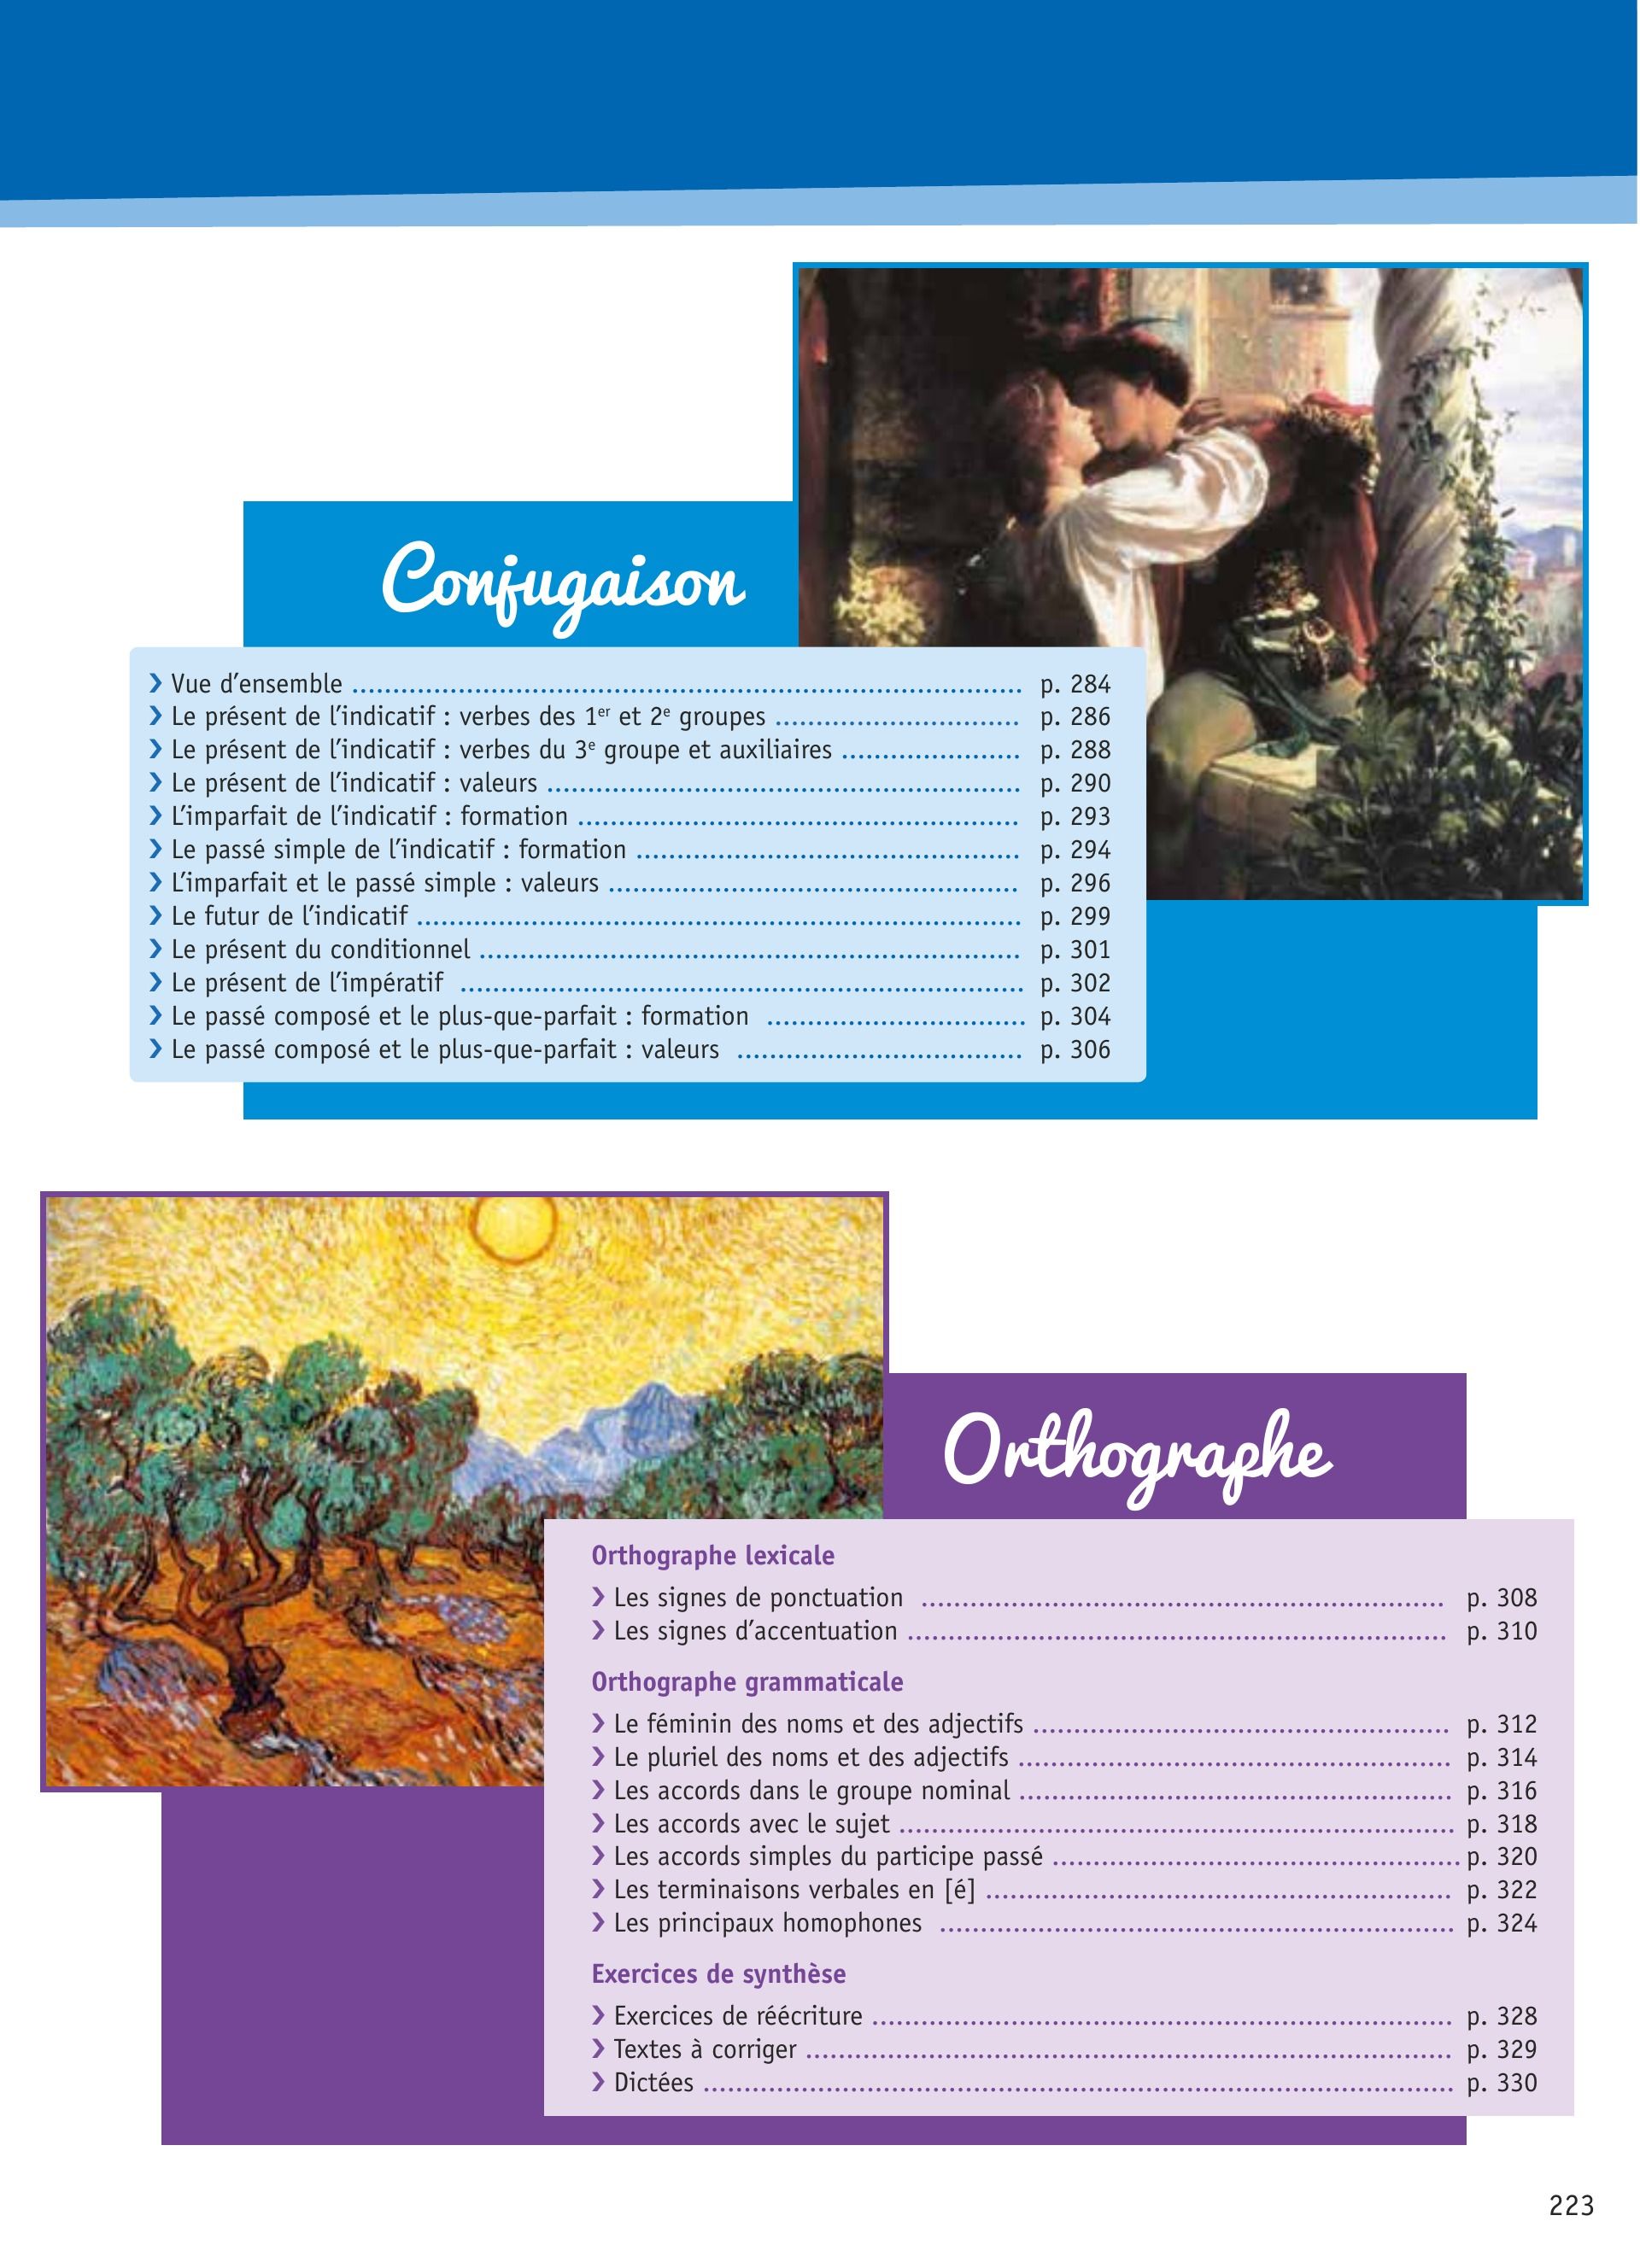 Conjugaison
❯ Vue d’ensemble ........................................ p. 284
❯ Le présent de l’indicatif : verbes des 1er et 2e groupes ........................................ p. 286
❯ Le présent de l’indicatif : verbes du 3e groupe et auxiliaires ........................................ p. 288
❯ Le présent de l’indicatif : valeurs ........................................ p. 290
❯ L’imparfait de l’indicatif : formation ........................................ p. 293
❯ Le passé simple de l’indicatif : formation ........................................ p. 294
❯ L’imparfait et le passé simple : valeurs ........................................ p. 296
❯ Le futur de l’indicatif ........................................ p. 299
❯ Le présent du conditionnel ........................................ p. 301
❯ Le présent de l’impératif ........................................ p. 302
❯ Le passé composé et le plus-que-parfait : formation ........................................ p. 304
❯ Le passé composé et le plus-que-parfait : valeurs ........................................ p. 306
Orthographe
Orthographe lexicale
❯ Les signes de ponctuation ........................................ p. 308
❯ Les signes d’accentuation ........................................ p. 310
Orthographe grammaticale
❯ Le féminin des noms et des adjectifs ........................................ p. 312
❯ Le pluriel des noms et des adjectifs ........................................ p. 314
❯ Les accords dans le groupe nominal ........................................ p. 316
❯ Les accords avec le sujet ........................................ p. 318
❯ Les accords simples du participe passé ........................................ p. 320
❯ Les terminaisons verbales en [é] ........................................ p. 322
❯ Les principaux homophones ........................................ p. 324
Exercices de synthèse
❯ Exercices de réécriture ........................................ p. 328
❯ Textes à corriger ........................................ p. 329
❯ Dictées ........................................ p. 330
223